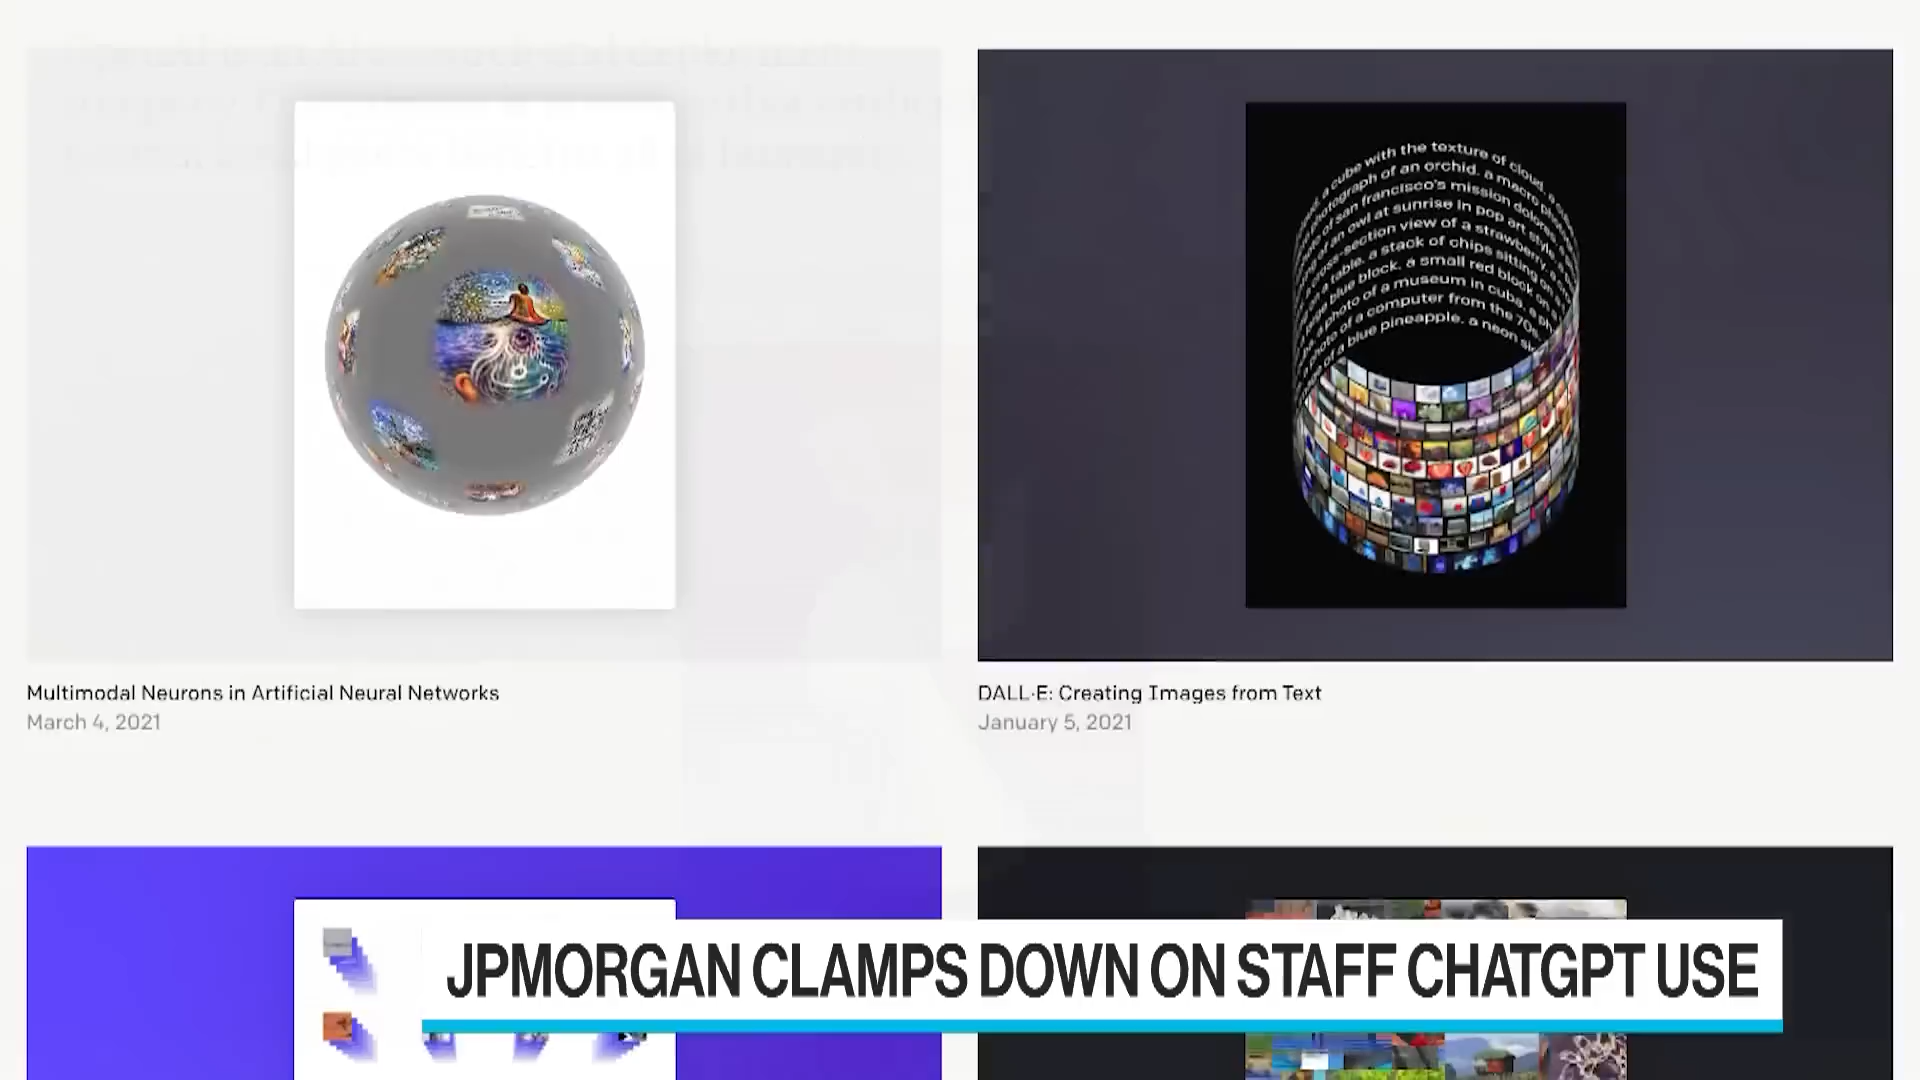 cloud. a cube with the texture of cloud. a
photograph of an orchid. a macro
of san francisco's mission dolores
of an owl at sunrise in pop art style.
cross-section view of a strawberry.
a table. a stack of chips sitting on
large blue block. a small red block on
a photo of a museum in cuba. a
photo of a computer from the 70s
of a blue pineapple. a neon
Multimodal Neurons in Artificial Neural Networks
March 4, 2021
DALL·E: Creating Images from Text
January 5, 2021
JPMORGAN CLAMPS DOWN ON STAFF CHATGPT USE